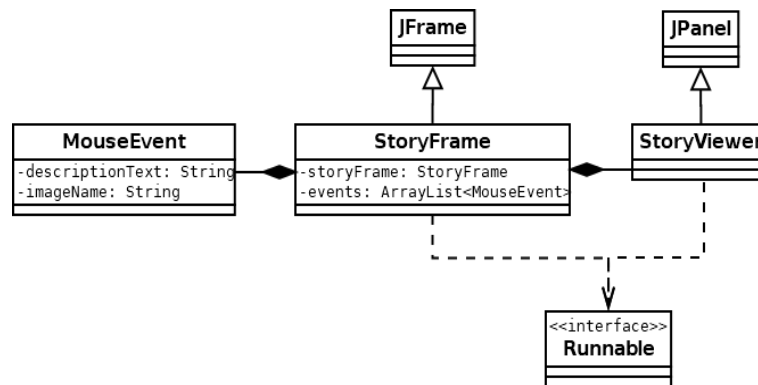 JFrame
JPanel
MouseEvent
-descriptionText: String
-imageName: String
StoryFrame
-storyFrame: StoryFrame
-events: ArrayList<MouseEvent>
StoryViewer
<<interface>>
Runnable